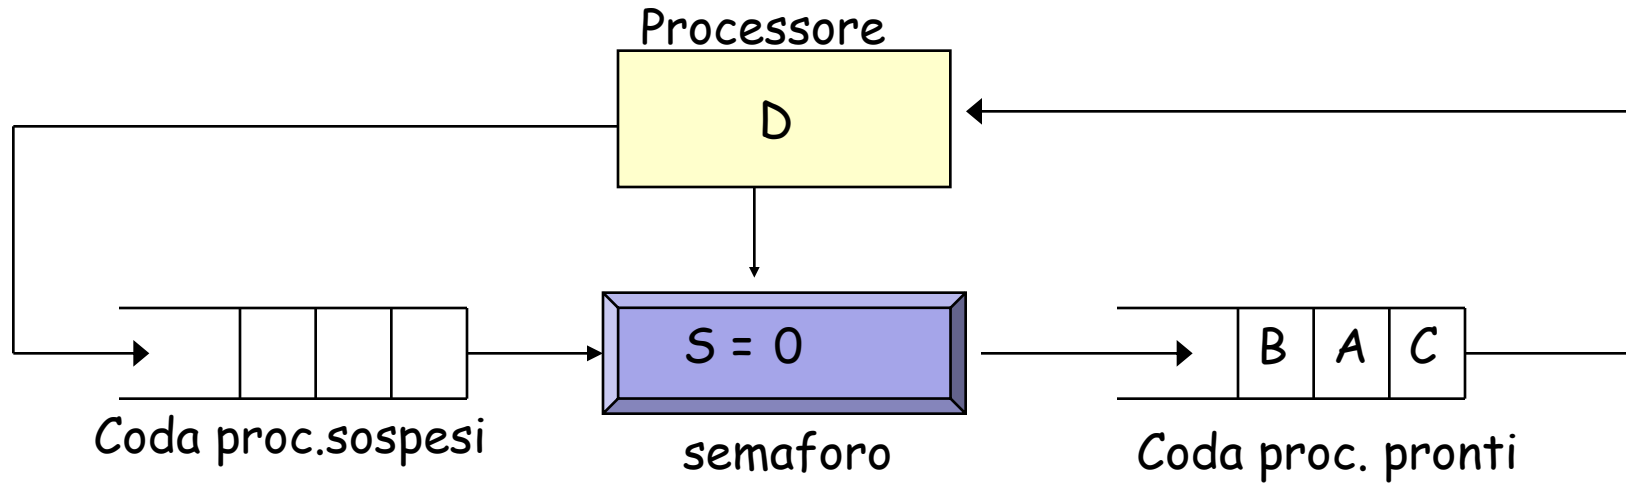 Processore
D
S = 0
B A C
Coda proc.sospesi
semaforo
Coda proc. pronti